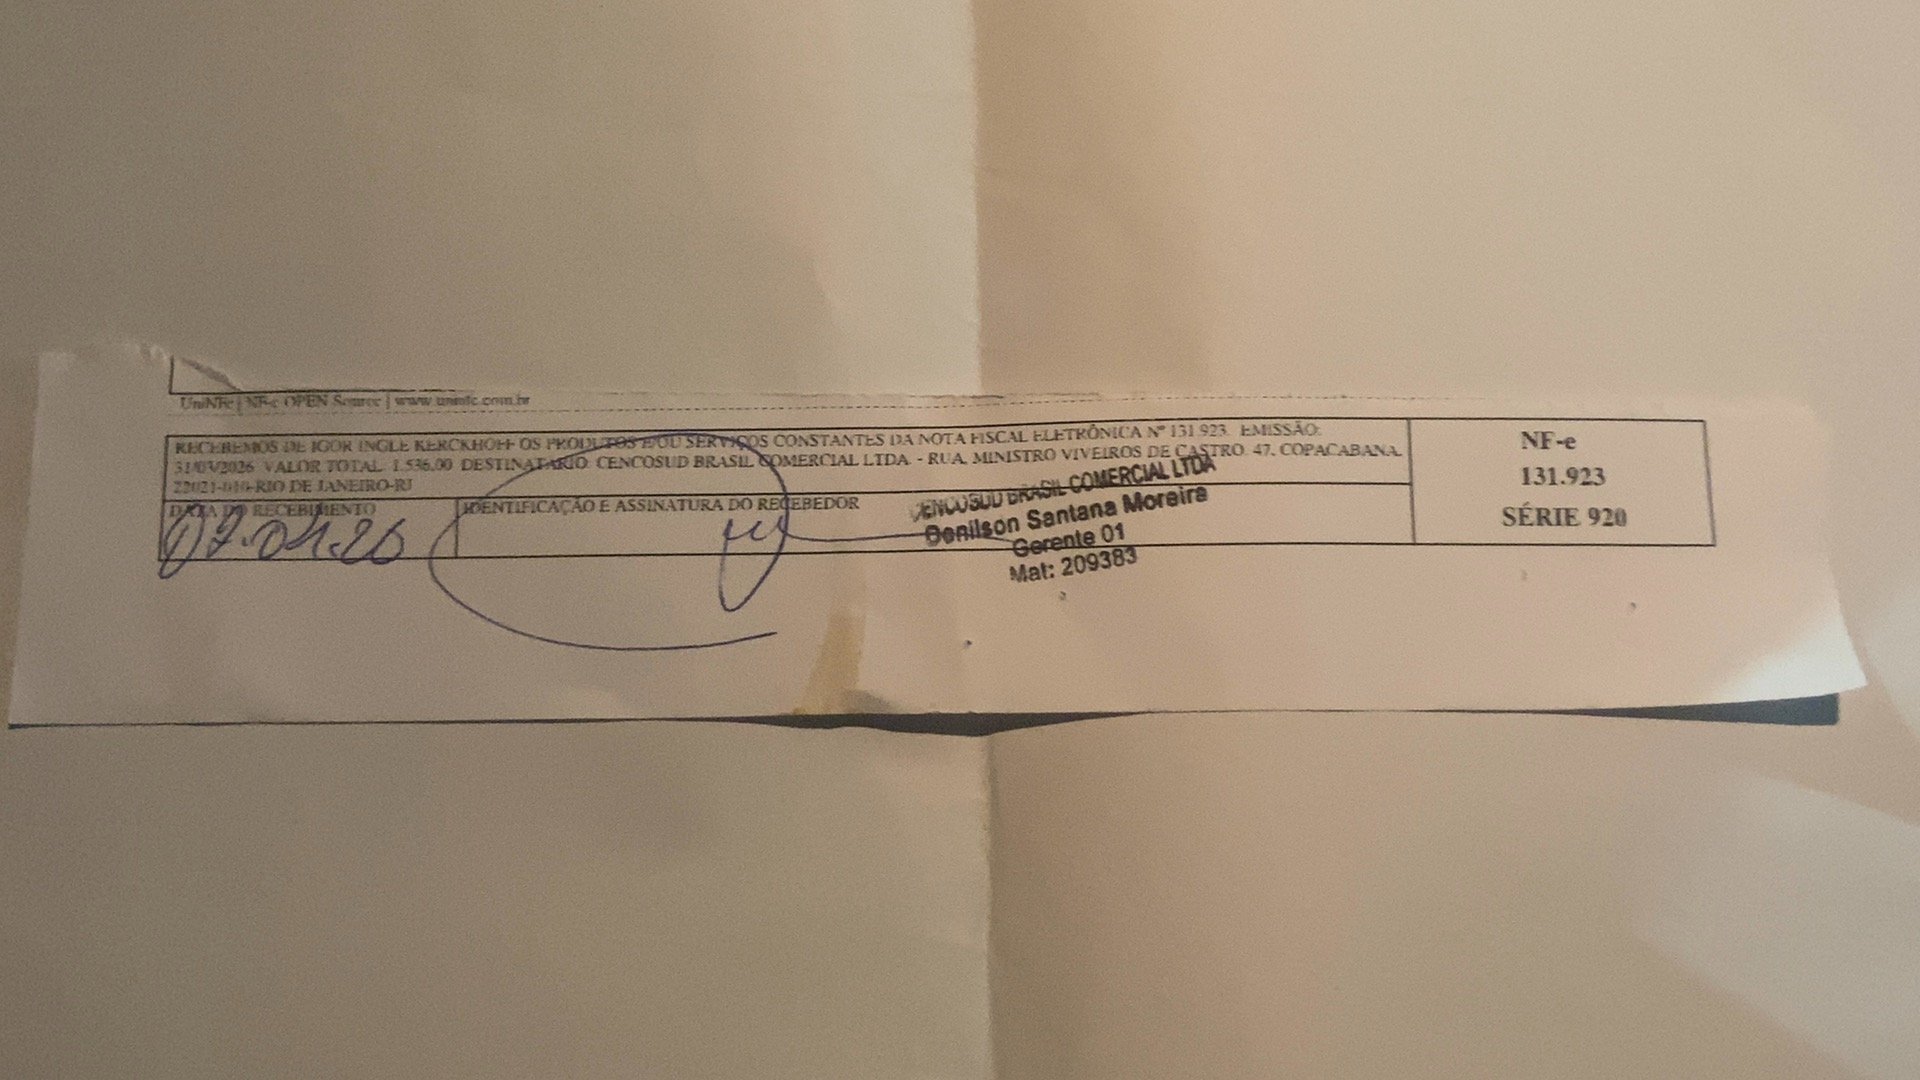 UniNFe | NF-e OPEN Source | www.uninfe.com.br
RECEBEMOS DE IGOR INGLE KERCKHOFF OS PRODUTOS E/OU SERVIÇOS CONSTANTES DA NOTA FISCAL ELETRÔNICA Nº 131.923. EMISSÃO:
31/03/2026 VALOR TOTAL: 1.536,00 DESTINATÁRIO: CENCOSUD BRASIL COMERCIAL LTDA. - RUA, MINISTRO VIVEIROS DE CASTRO, 47, COPACABANA,
22021-010-RIO DE JANEIRO-RJ
DATA DO RECEBIMENTO
IDENTIFICAÇÃO E ASSINATURA DO RECEBEDOR
07.04.26
CENCOSUD BRASIL COMERCIAL LTDA
Denilson Santana Moreira
Gerente 01
Mat: 209383
NF-e
131.923
SÉRIE 920